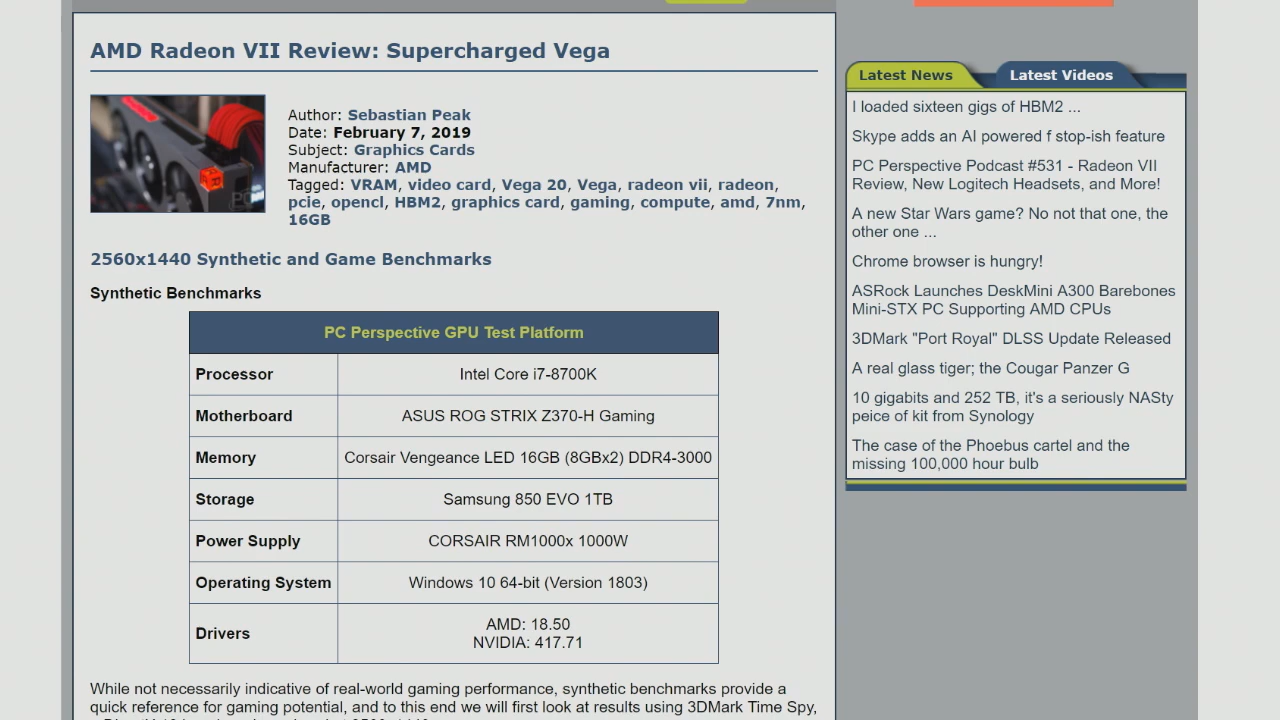 AMD Radeon VII Review: Supercharged Vega
Author: Sebastian Peak
Date: February 7, 2019
Subject: Graphics Cards
Manufacturer: AMD
Tagged: VRAM, video card, Vega 20, Vega, radeon vii, radeon,
pcie, opencl, HBM2, graphics card, gaming, compute, amd, 7nm,
16GB
2560x1440 Synthetic and Game Benchmarks
Synthetic Benchmarks
PC Perspective GPU Test Platform
Processor Intel Core i7-8700K
Motherboard ASUS ROG STRIX Z370-H Gaming
Memory Corsair Vengeance LED 16GB (8GBx2) DDR4-3000
Storage Samsung 850 EVO 1TB
Power Supply CORSAIR RM1000x 1000W
Operating System Windows 10 64-bit (Version 1803)
Drivers AMD: 18.50
NVIDIA: 417.71
While not necessarily indicative of real-world gaming performance, synthetic benchmarks provide a
quick reference for gaming potential, and to this end we will first look at results using 3DMark Time Spy,
Latest News
Latest Videos
I loaded sixteen gigs of HBM2 ...
Skype adds an AI powered f stop-ish feature
PC Perspective Podcast #531 - Radeon VII
Review, New Logitech Headsets, and More!
A new Star Wars game? No not that one, the
other one ...
Chrome browser is hungry!
ASRock Launches DeskMini A300 Barebones
Mini-STX PC Supporting AMD CPUs
3DMark "Port Royal" DLSS Update Released
A real glass tiger; the Cougar Panzer G
10 gigabits and 252 TB, it's a seriously NASty
peice of kit from Synology
The case of the Phoebus cartel and the
missing 100,000 hour bulb